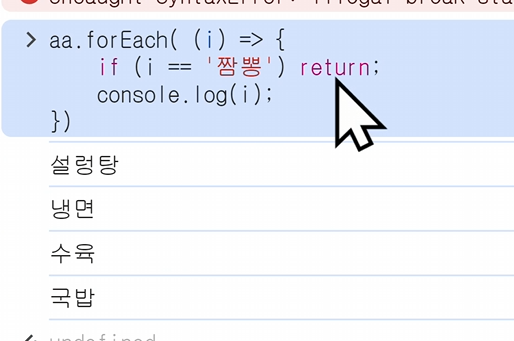 Uncaught SyntaxError: Illegal break sta
aa.forEach( (i) => {
if (i == '짬뽕') return;
console.log(i);
})
설렁탕
냉면
수육
국밥
undefined